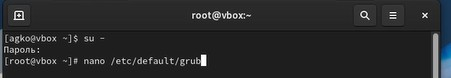 root@vbox:~
[agko@vbox ~]$ su -
Пароль:
[root@vbox ~]# nano /etc/default/grub